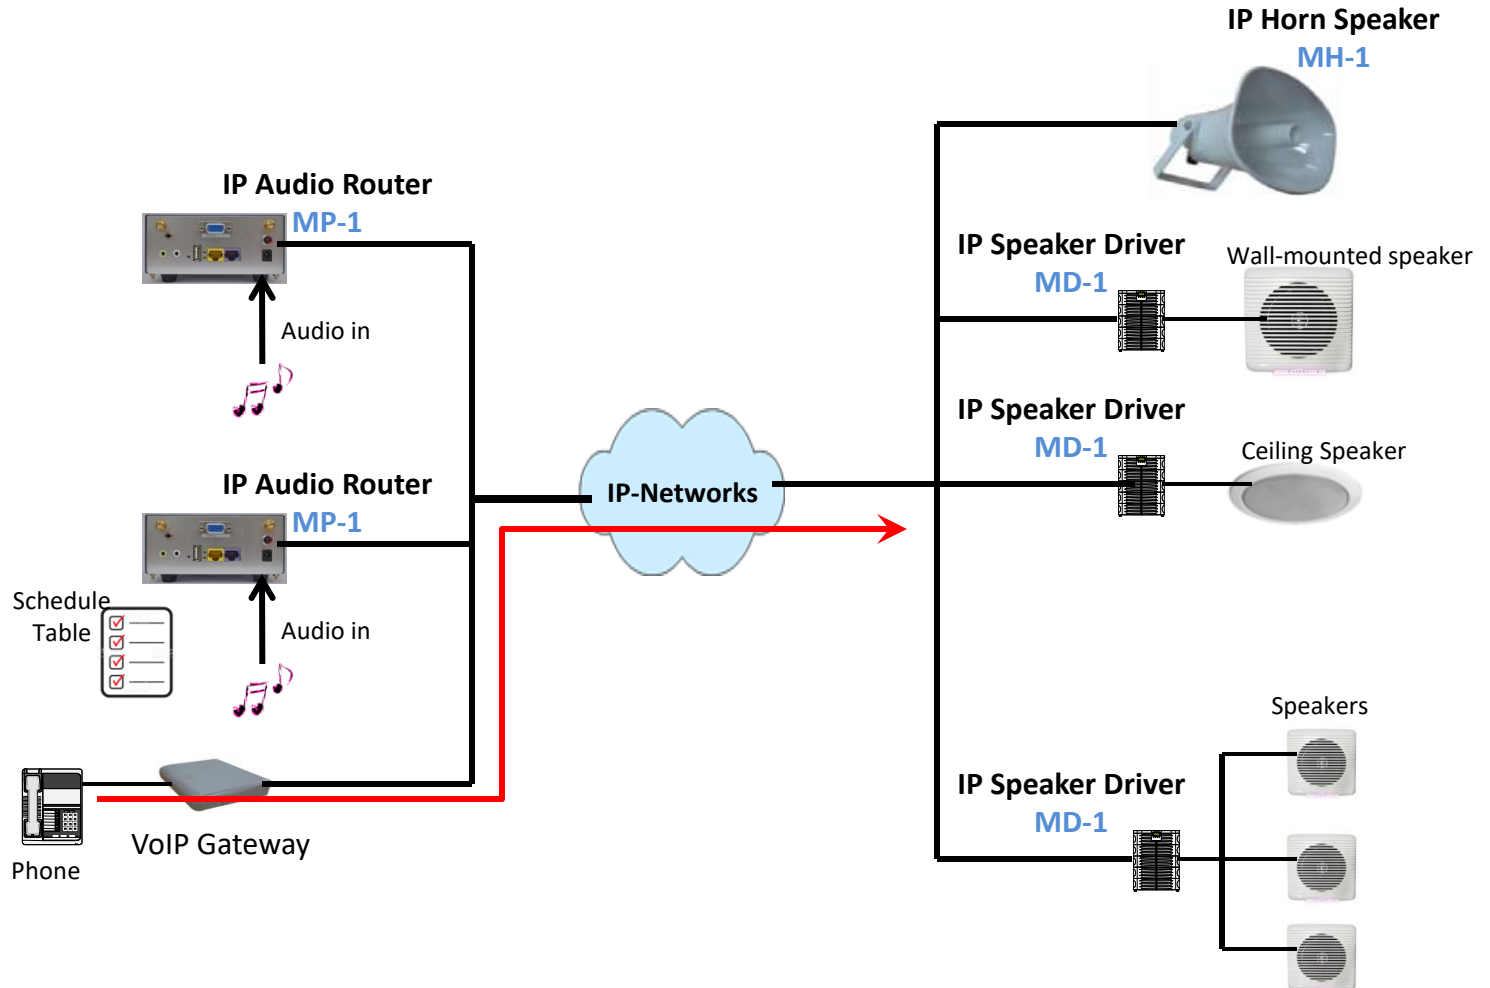 IP Horn Speaker
MH-1
IP Audio Router
MP-1
Audio in
IP Speaker Driver
MD-1
Wall-mounted speaker
IP Speaker Driver
MD-1
Ceiling Speaker
IP-Networks
IP Audio Router
MP-1
Schedule
Table
Audio in
Speakers
IP Speaker Driver
MD-1
VoIP Gateway
Phone